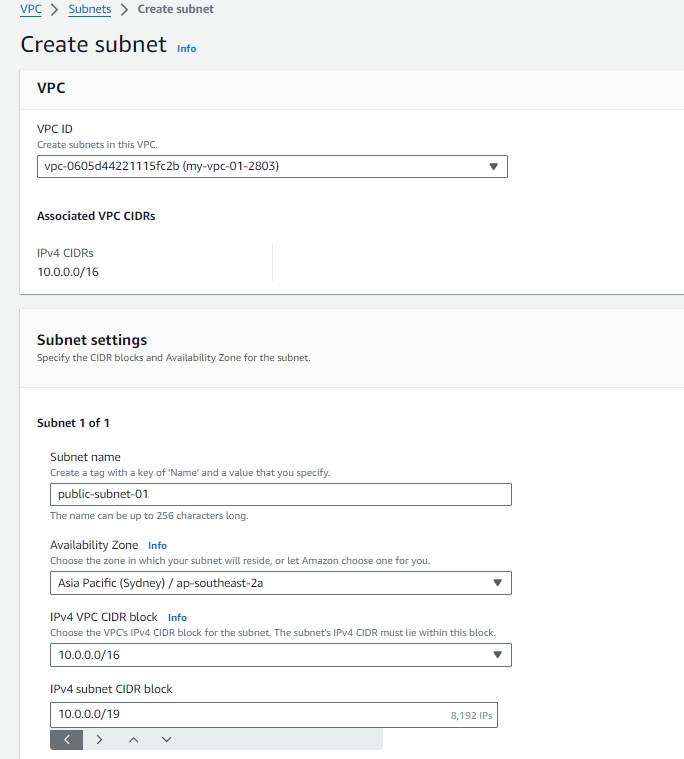 VPC > Subnets > Create subnet
Create subnet Info
VPC
VPC ID
Create subnets in this VPC.
vpc-0605d44221115fc2b (my-vpc-01-2803)
Associated VPC CIDRs
IPv4 CIDRs
10.0.0.0/16
Subnet settings
Specify the CIDR blocks and Availability Zone for the subnet.
Subnet 1 of 1
Subnet name
Create a tag with a key of 'Name' and a value that you specify.
public-subnet-01
The name can be up to 256 characters long.
Availability Zone Info
Choose the zone in which your subnet will reside, or let Amazon choose one for you.
Asia Pacific (Sydney) / ap-southeast-2a
IPv4 VPC CIDR block Info
Choose the VPC's IPv4 CIDR block for the subnet. The subnet's IPv4 CIDR must lie within this block.
10.0.0.0/16
IPv4 subnet CIDR block
10.0.0.0/19 8,192 IPs